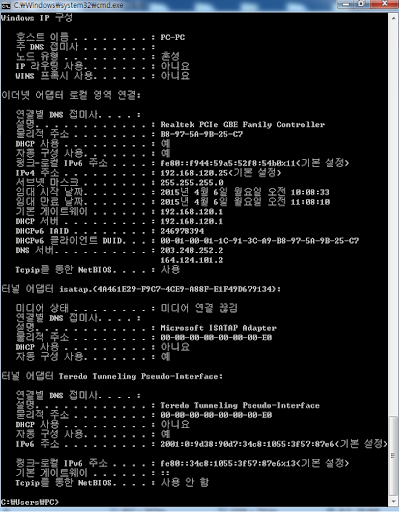 C:\Windows\system32\cmd.exe
Windows IP 구성
호스트 이름 . . . . . . . . : PC-PC
주 DNS 접미사 . . . . . . . :
노드 유형 . . . . . . . . . : 혼성
IP 라우팅 사용. . . . . . . : 아니요
WINS 프록시 사용. . . . . . : 아니요
이더넷 어댑터 로컬 영역 연결:
연결별 DNS 접미사. . . . :
설명. . . . . . . . . . . . : Realtek PCIe GBE Family Controller
물리적 주소 . . . . . . . . : B8-97-5A-9B-25-C7
DHCP 사용 . . . . . . . . . : 예
자동 구성 사용. . . . . . . : 예
링크-로컬 IPv6 주소 . . . . : fe80::f944:59a5:52f8:54b0%11<기본 설정>
IPv4 주소 . . . . . . . . . : 192.168.120.25<기본 설정>
서브넷 마스크 . . . . . . . : 255.255.255.0
임대 시작 날짜. . . . . . . : 2015년 4월 6일 월요일 오전 10:08:33
임대 만료 날짜. . . . . . . : 2015년 4월 6일 월요일 오전 11:08:10
기본 게이트웨이 . . . . . . : 192.168.120.1
DHCP 서버 . . . . . . . . . : 192.168.120.1
DHCPv6 IAID . . . . . . . . : 246978394
DHCPv6 클라이언트 DUID. . . : 00-01-00-01-1C-91-3C-A9-B8-97-5A-9B-25-C7
DNS 서버. . . . . . . . . . : 203.248.252.2
164.124.101.2
Tcpip를 통한 NetBIOS. . . . : 사용
터널 어댑터 isatap.{4A461E29-F9C7-4CE9-A88F-E1F49D679134}:
미디어 상태 . . . . . . . . : 미디어 연결 끊김
연결별 DNS 접미사. . . . :
설명. . . . . . . . . . . . : Microsoft ISATAP Adapter
물리적 주소 . . . . . . . . : 00-00-00-00-00-00-00-E0
DHCP 사용 . . . . . . . . . : 아니요
자동 구성 사용. . . . . . . : 예
터널 어댑터 Teredo Tunneling Pseudo-Interface:
연결별 DNS 접미사. . . . :
설명. . . . . . . . . . . . : Teredo Tunneling Pseudo-Interface
물리적 주소 . . . . . . . . : 00-00-00-00-00-00-00-E0
DHCP 사용 . . . . . . . . . : 아니요
자동 구성 사용. . . . . . . : 예
IPv6 주소 . . . . . . . . . : 2001:0:9d38:90d7:34c8:1055:3f57:87e6<기본 설정>
링크-로컬 IPv6 주소 . . . . : fe80::34c8:1055:3f57:87e6%13<기본 설정>
기본 게이트웨이 . . . . . . : ::
Tcpip를 통한 NetBIOS. . . . : 사용 안 함
C:\Users\PC>